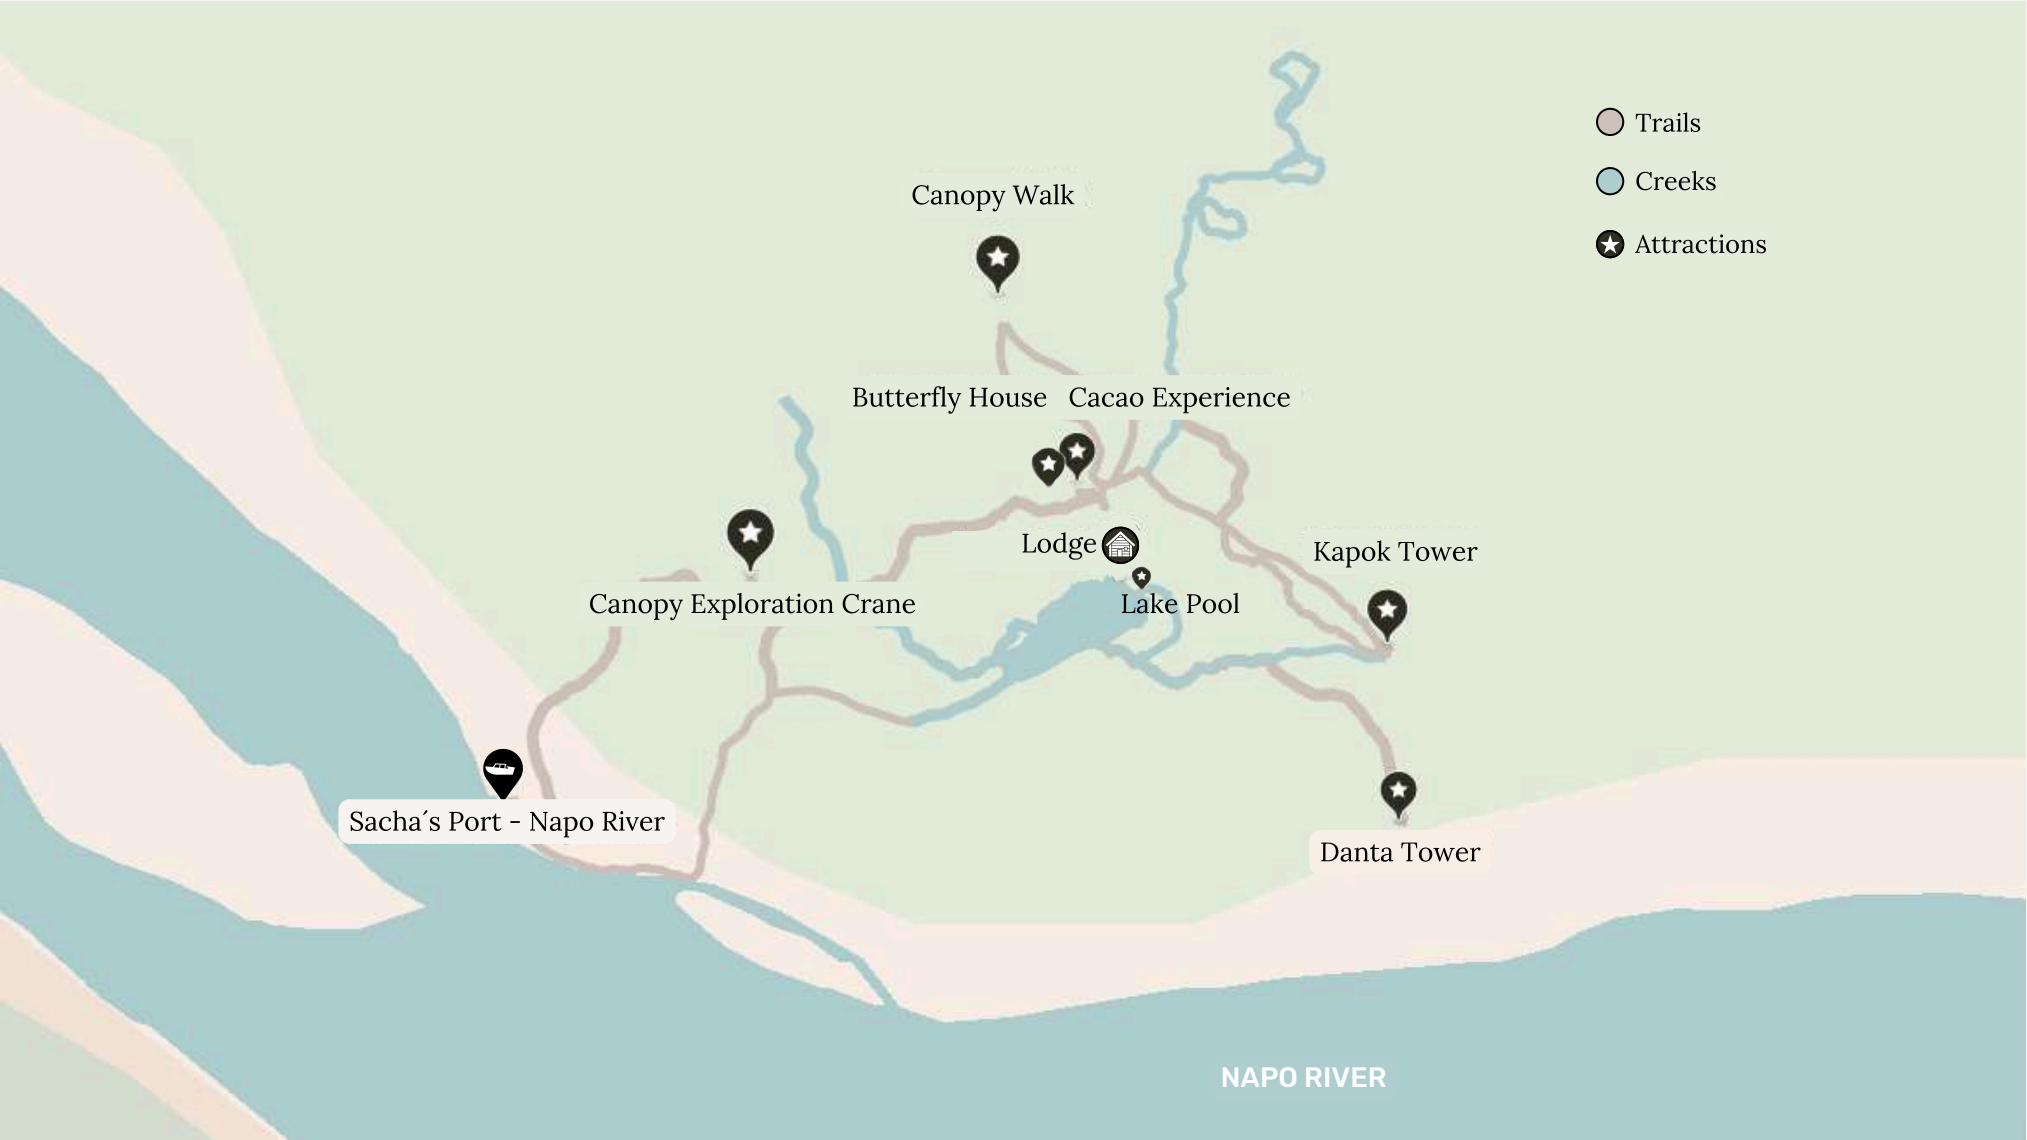 Trails
Creeks
Canopy Walk
Attractions
Butterfly House
Cacao Experience
Lodge
Kapok Tower
Canopy Exploration Crane
Lake Pool
Sacha´s Port - Napo River
Danta Tower
NAPO RIVER